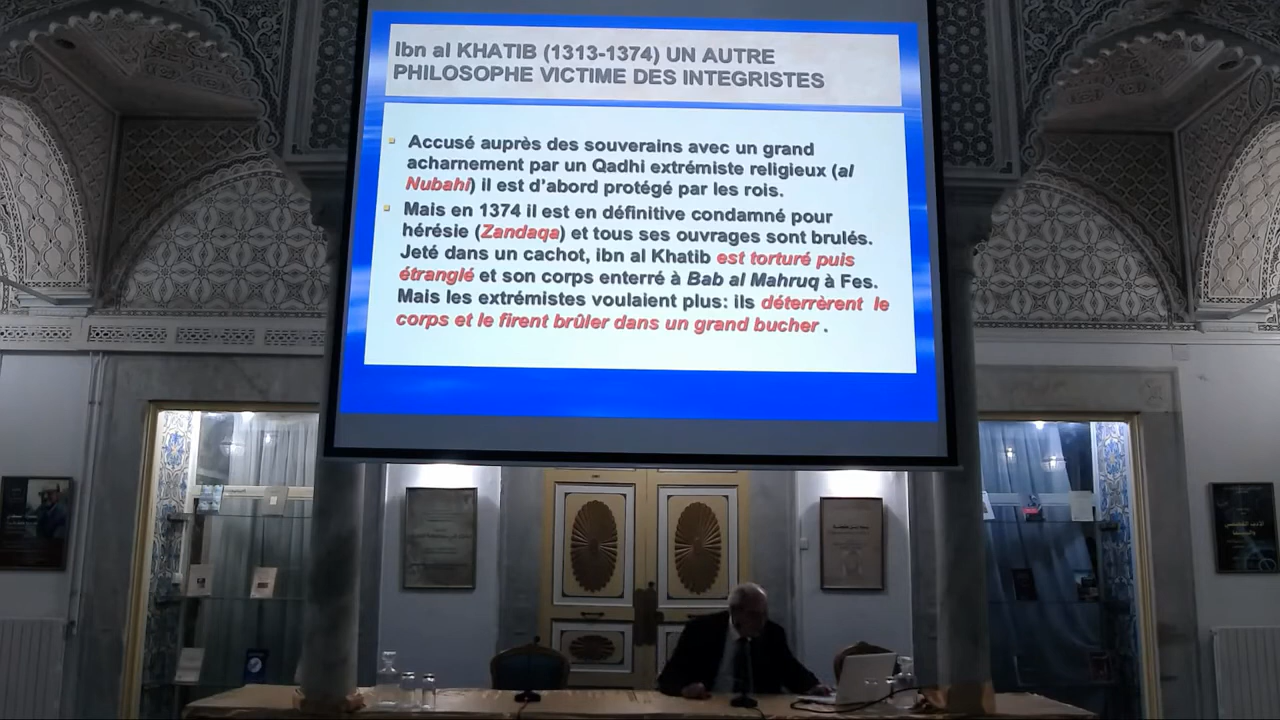 Ibn al KHATIB (1313-1374) UN AUTRE
PHILOSOPHE VICTIME DES INTEGRISTES
Accusé auprès des souverains avec un grand
acharnement par un Qadhi extrémiste religieux (al
Nubahi) il est d'abord protégé par les rois.
Mais en 1374 il est en définitive condamné pour
hérésie (Zandaqa) et tous ses ouvrages sont brulés.
Jeté dans un cachot, ibn al Khatib est torturé puis
étranglé et son corps enterré à Bab al Mahruq à Fes.
Mais les extrémistes voulaient plus: ils déterrèrent le
corps et le firent brûler dans un grand bucher .